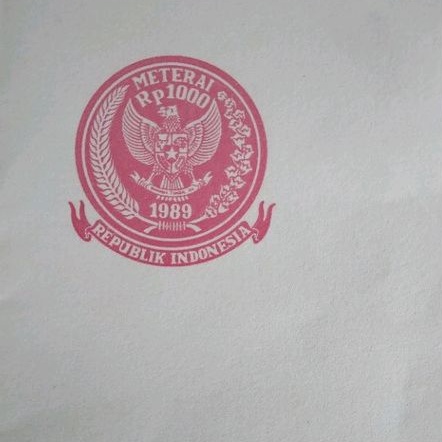 METERAI
Rp1000
1989
REPUBLIK INDONESIA